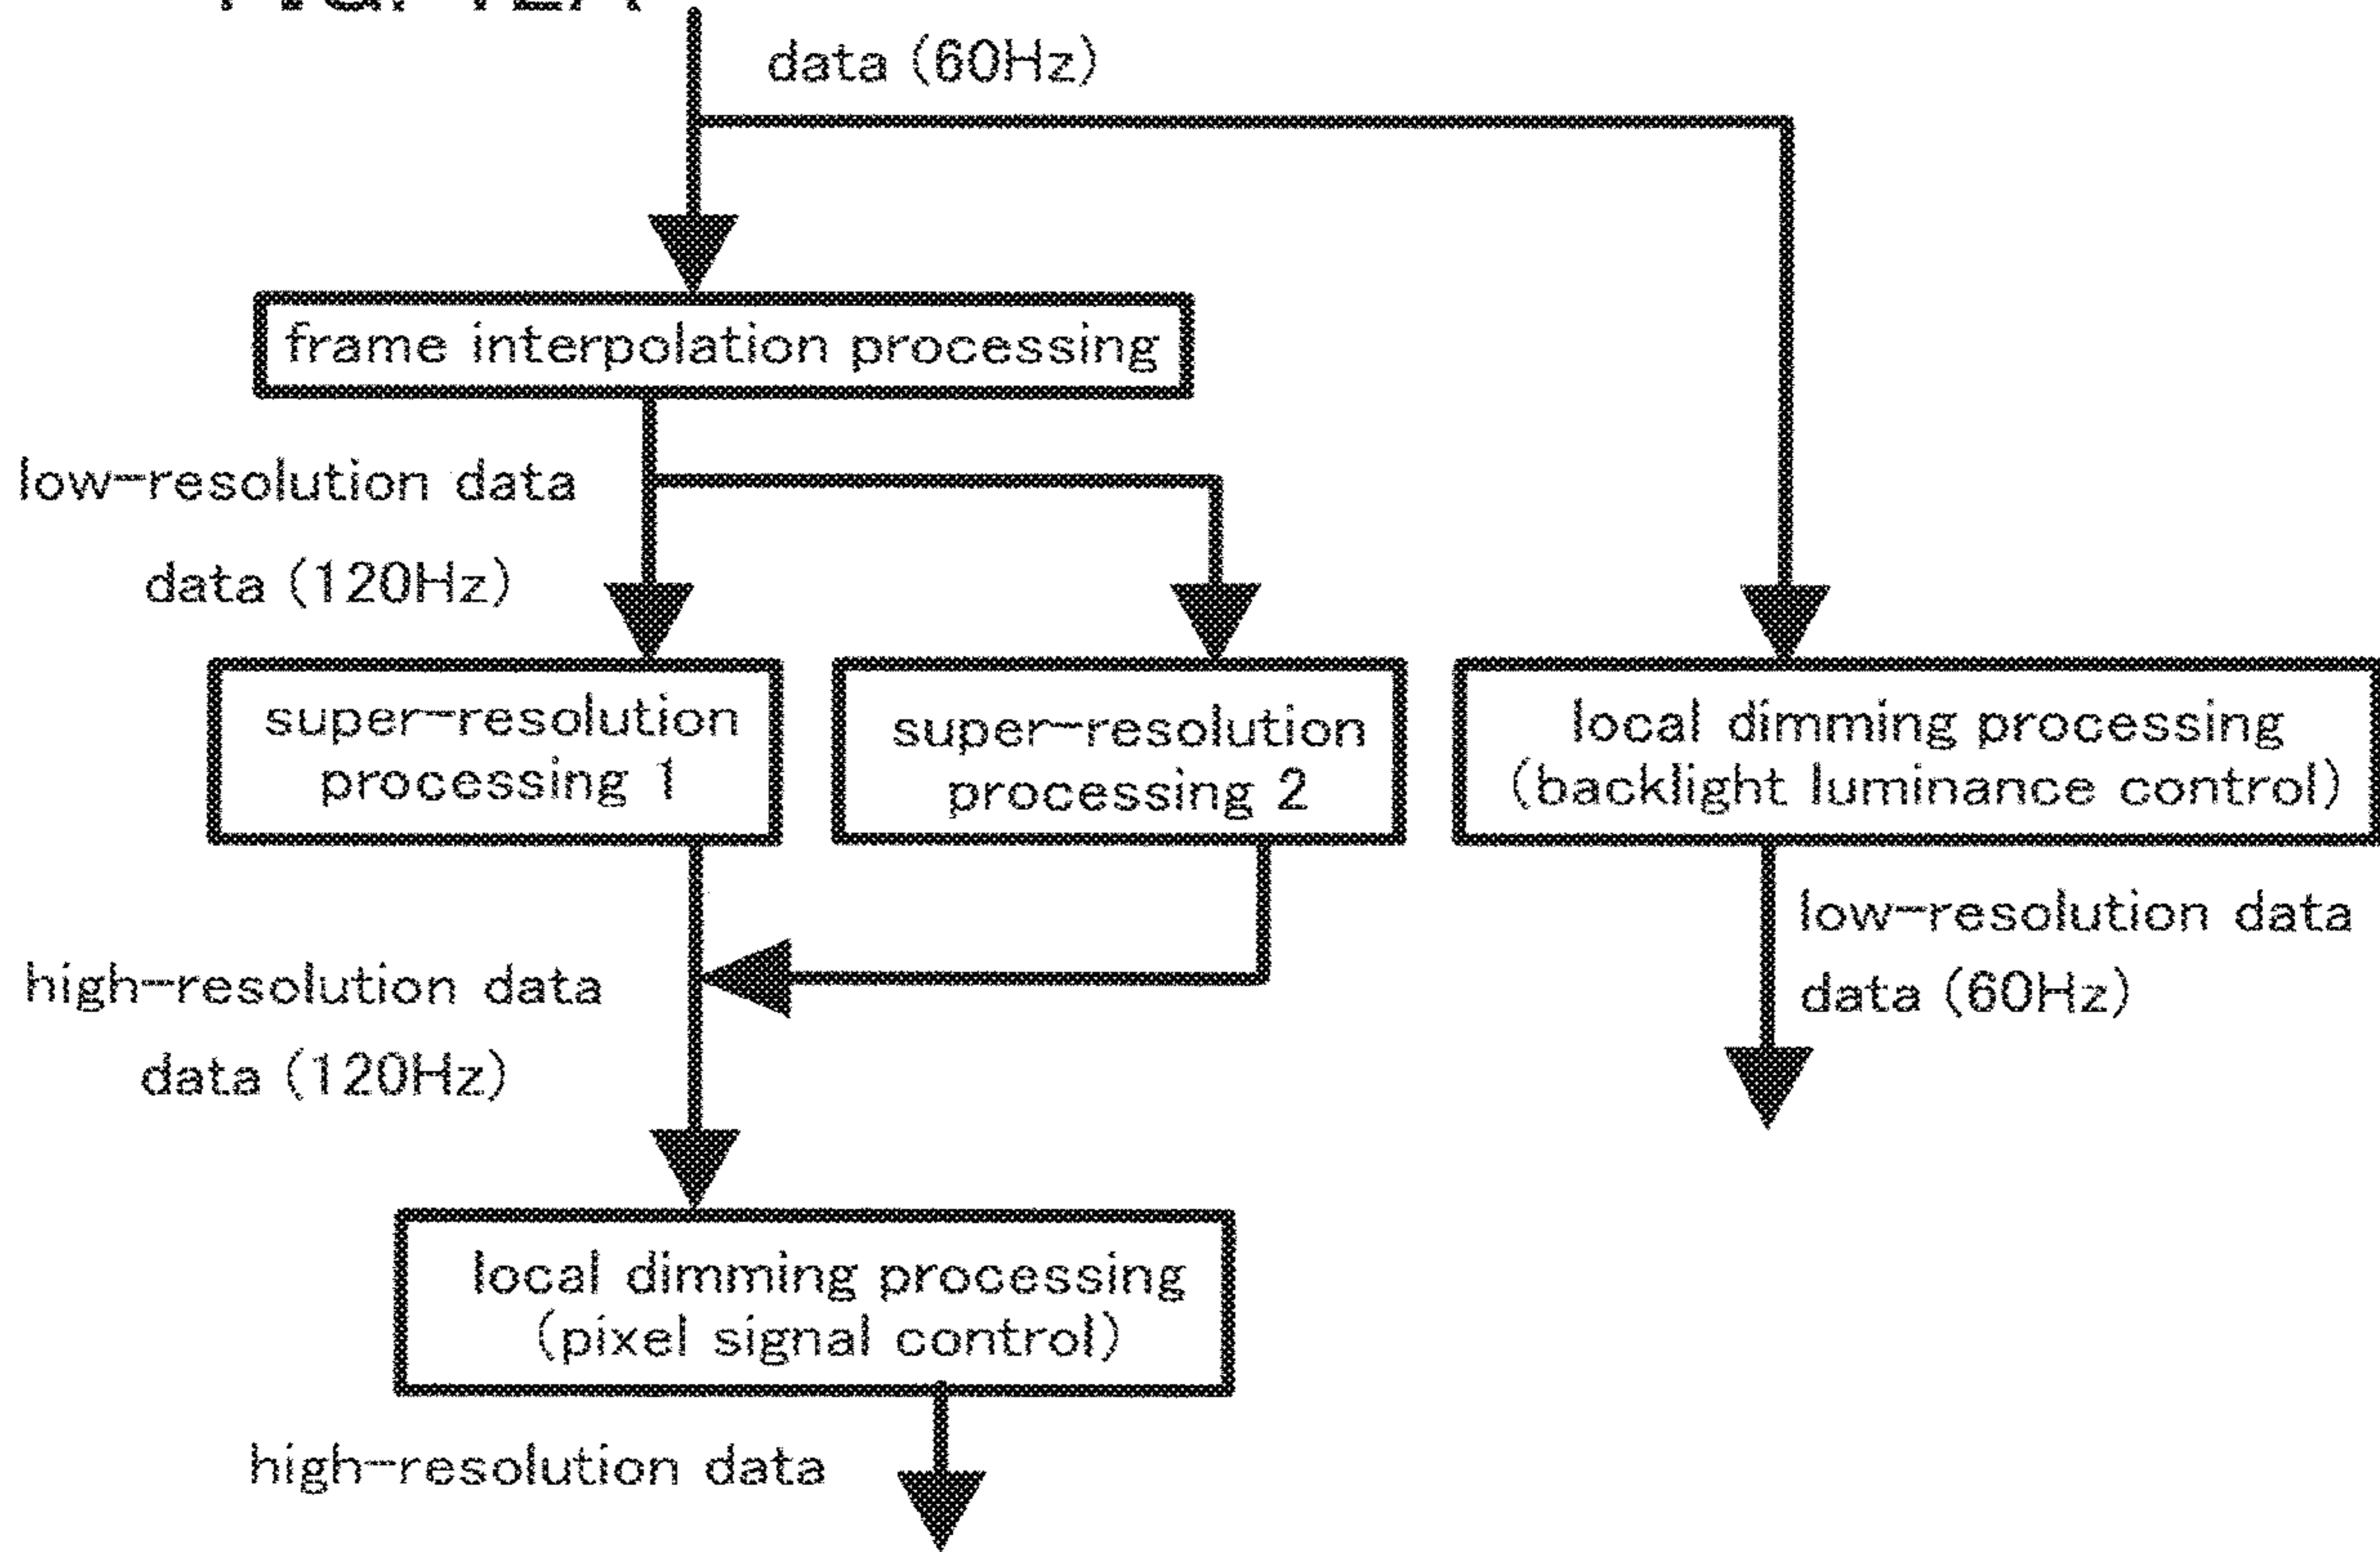 data (60Hz)
frame interpolation processing
low-resolution data
data (120Hz)
super-resolution
processing 1
super-resolution
processing 2
local dimming processing
(backlight luminance control)
low-resolution data
data (60Hz)
high-resolution data
data (120Hz)
local dimming processing
(pixel signal control)
high-resolution data